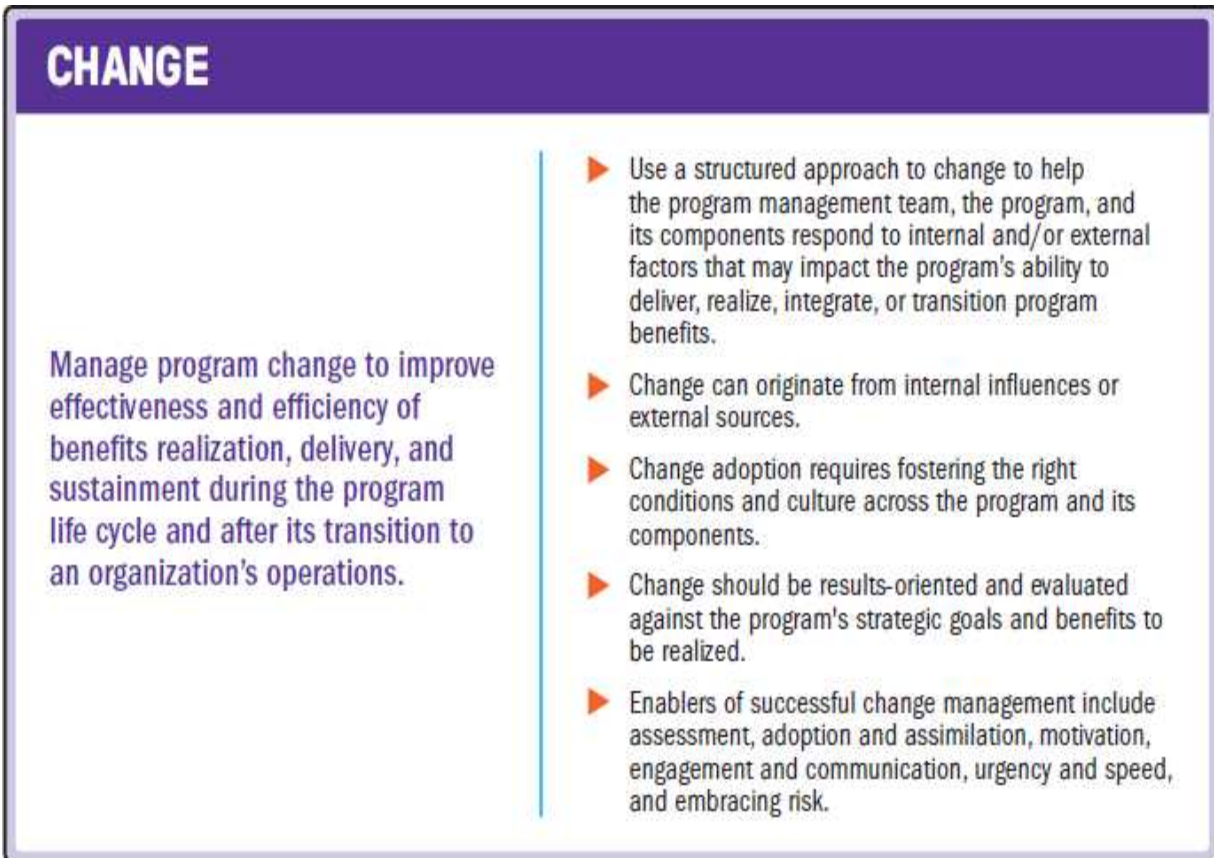 CHANGE
Manage program change to improve
effectiveness and efficiency of
benefits realization, delivery, and
sustainment during the program
life cycle and after its transition to
an organization's operations.
Use a structured approach to change to help
the program management team, the program, and
its components respond to internal and/or external
factors that may impact the program's ability to
deliver, realize, integrate, or transition program
benefits.
Change can originate from internal influences or
external sources.
Change adoption requires fostering the right
conditions and culture across the program and its
components.
Change should be results-oriented and evaluated
against the program's strategic goals and benefits to
be realized.
Enablers of successful change management include
assessment, adoption and assimilation, motivation,
engagement and communication, urgency and speed,
and embracing risk.